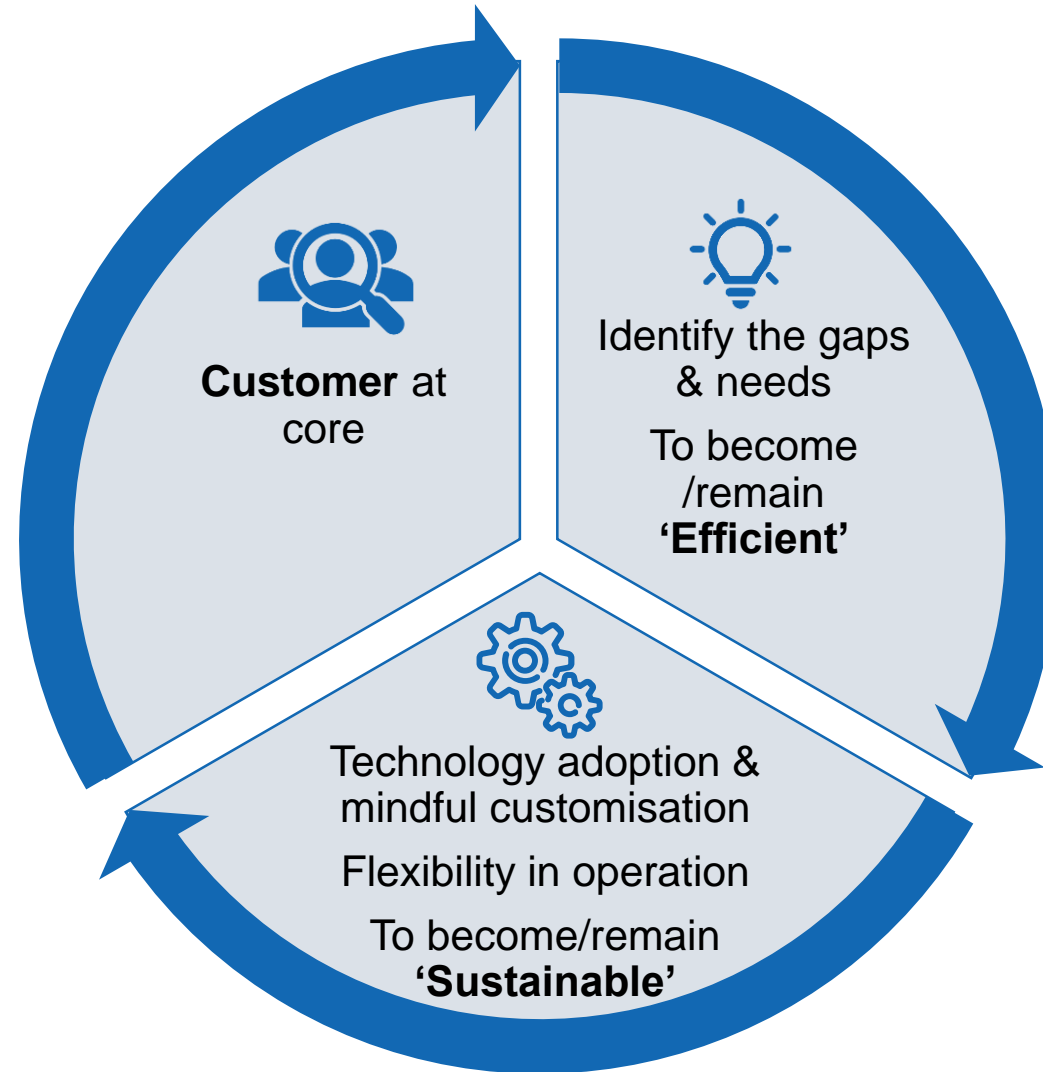 Customer at
core
Identify the gaps
& needs
To become
/remain
‘Efficient’
Technology adoption &
mindful customisation
Flexibility in operation
To become/remain
‘Sustainable’